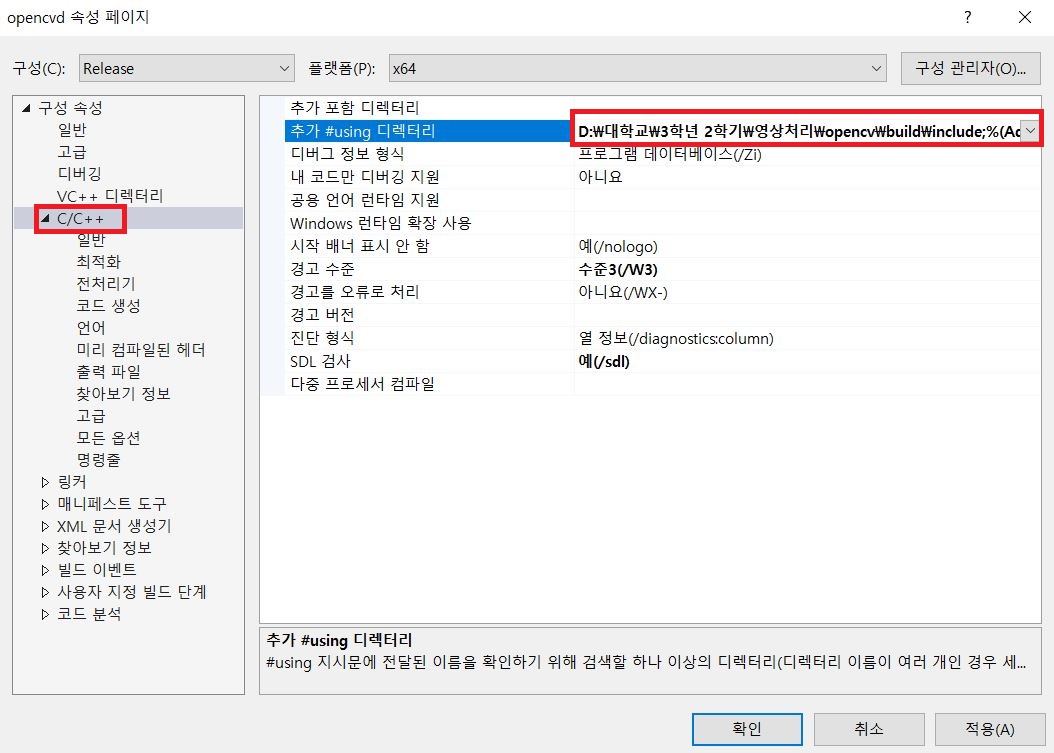 opencvd 속성 페이지
?
구성(C): Release 플랫폼(P): x64 구성 관리자(O)...
구성 속성
일반
고급
디버깅
VC++ 디렉터리
C/C++
일반
최적화
전처리기
코드 생성
언어
미리 컴파일된 헤더
출력 파일
찾아보기 정보
고급
모든 옵션
명령줄
링커
매니페스트 도구
XML 문서 생성기
찾아보기 정보
빌드 이벤트
사용자 지정 빌드 단계
코드 분석
추가 포함 디렉터리
추가 #using 디렉터리 D:₩대학교₩3학년 2학기₩영상처리₩opencv₩build₩include;%(Ad
디버그 정보 형식 프로그램 데이터베이스(/Zi)
내 코드만 디버깅 지원 아니요
공용 언어 런타임 지원
Windows 런타임 확장 사용
시작 배너 표시 안 함 예(/nologo)
경고 수준 수준3(/W3)
경고를 오류로 처리 아니요(/WX-)
경고 버전
진단 형식 열 정보(/diagnostics:column)
SDL 검사 예(/sdl)
다중 프로세서 컴파일
추가 #using 디렉터리
#using 지시문에 전달된 이름을 확인하기 위해 검색할 하나 이상의 디렉터리(디렉터리 이름이 여러 개인 경우 세...
확인 취소 적용(A)